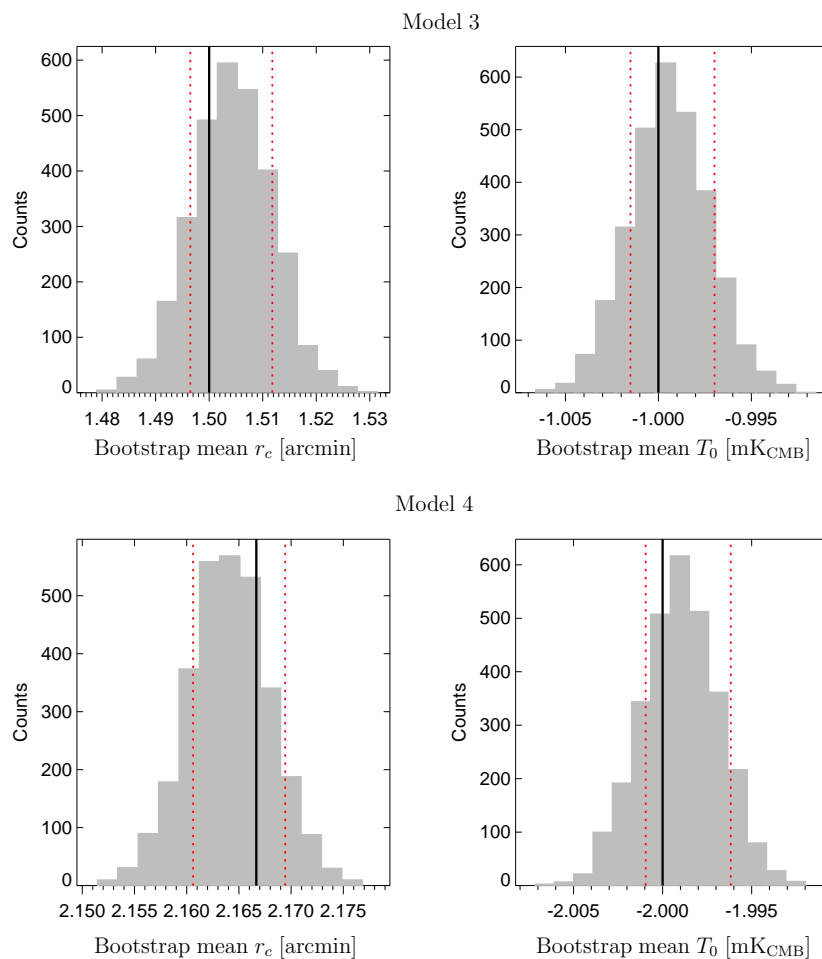 Model 3
600
500
400
300
200
100
0
Counts
1.48 1.49 1.50 1.51 1.52 1.53
Bootstrap mean r_c [arcmin]
600
500
400
300
200
100
0
Counts
-1.005 -1.000 -0.995
Bootstrap mean T_0 [mK_CMB]
Model 4
500
400
300
200
100
0
Counts
2.150 2.155 2.160 2.165 2.170 2.175
Bootstrap mean r_c [arcmin]
600
500
400
300
200
100
0
Counts
-2.005 -2.000 -1.995
Bootstrap mean T_0 [mK_CMB]